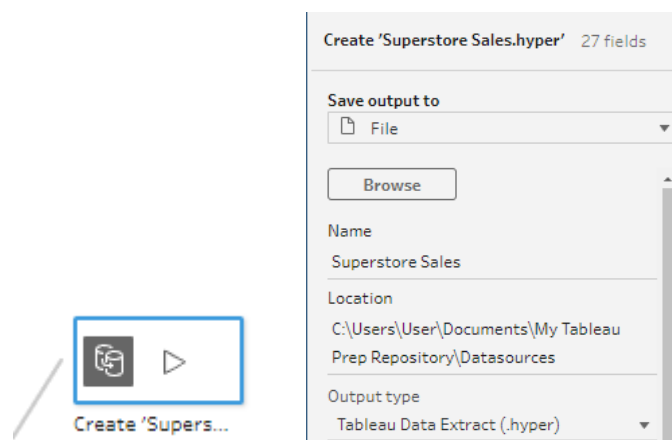 Create 'Superstore Sales.hyper' 27 fields
Save output to
File
Browse
Name
Superstore Sales
Location
C:\Users\User\Documents\My Tableau
Prep Repository\Datasources
Output type
Tableau Data Extract (.hyper)
Create 'Supers...